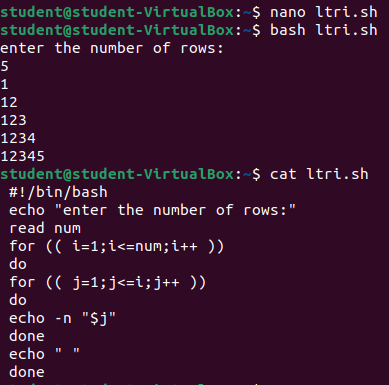 student@student-VirtualBox:~$ nano ltri.sh
student@student-VirtualBox:~$ bash ltri.sh
enter the number of rows:
5
1
12
123
1234
12345
student@student-VirtualBox:~$ cat ltri.sh
#!/bin/bash
echo "enter the number of rows:"
read num
for (( i=1;i<=num;i++ ))
do
for (( j=1;j<=i;j++ ))
do
echo -n "$j"
done
echo " "
done